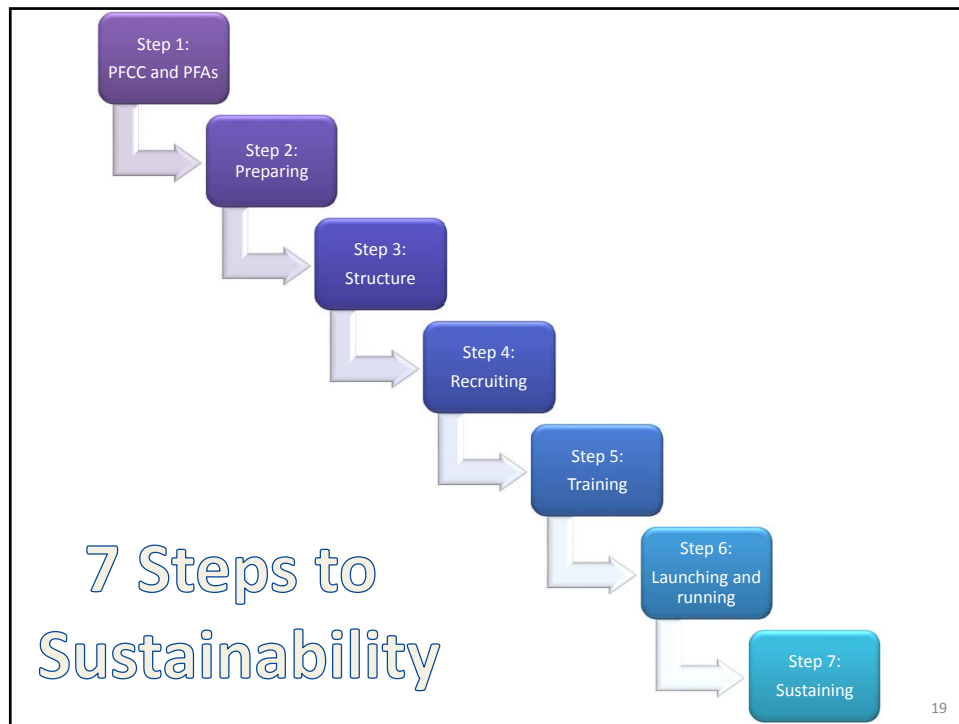 Step 1:
PFCC and PFAs
Step 2:
Preparing
Step 3:
Structure
Step 4:
Recruiting
Step 5:
Training
Step 6:
Launching and
running
Step 7:
Sustaining
7 Steps to
Sustainability
19